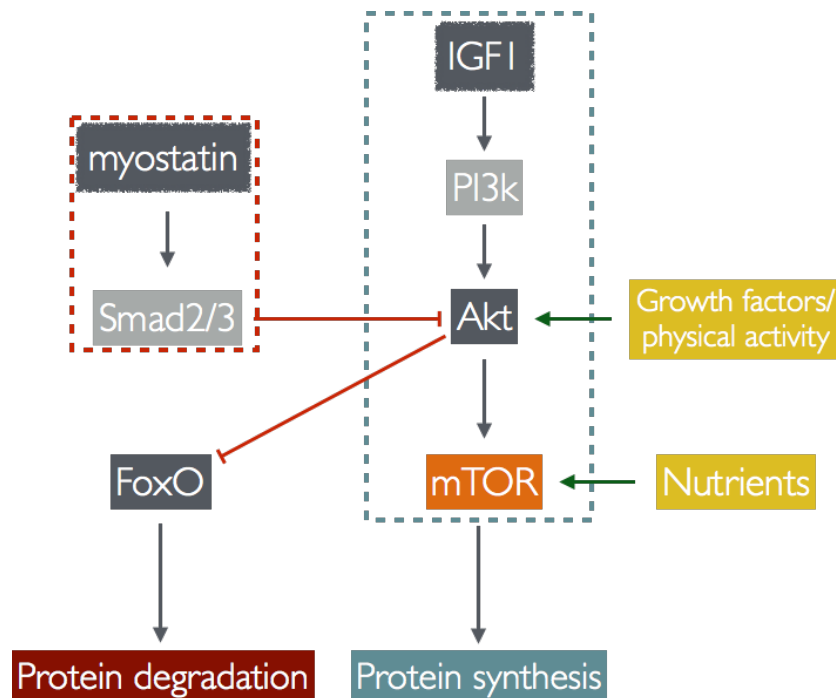 IGF1
myostatin
PI3k
Smad2/3
Akt
Growth factors/
physical activity
FoxO
mTOR
Nutrients
Protein degradation
Protein synthesis